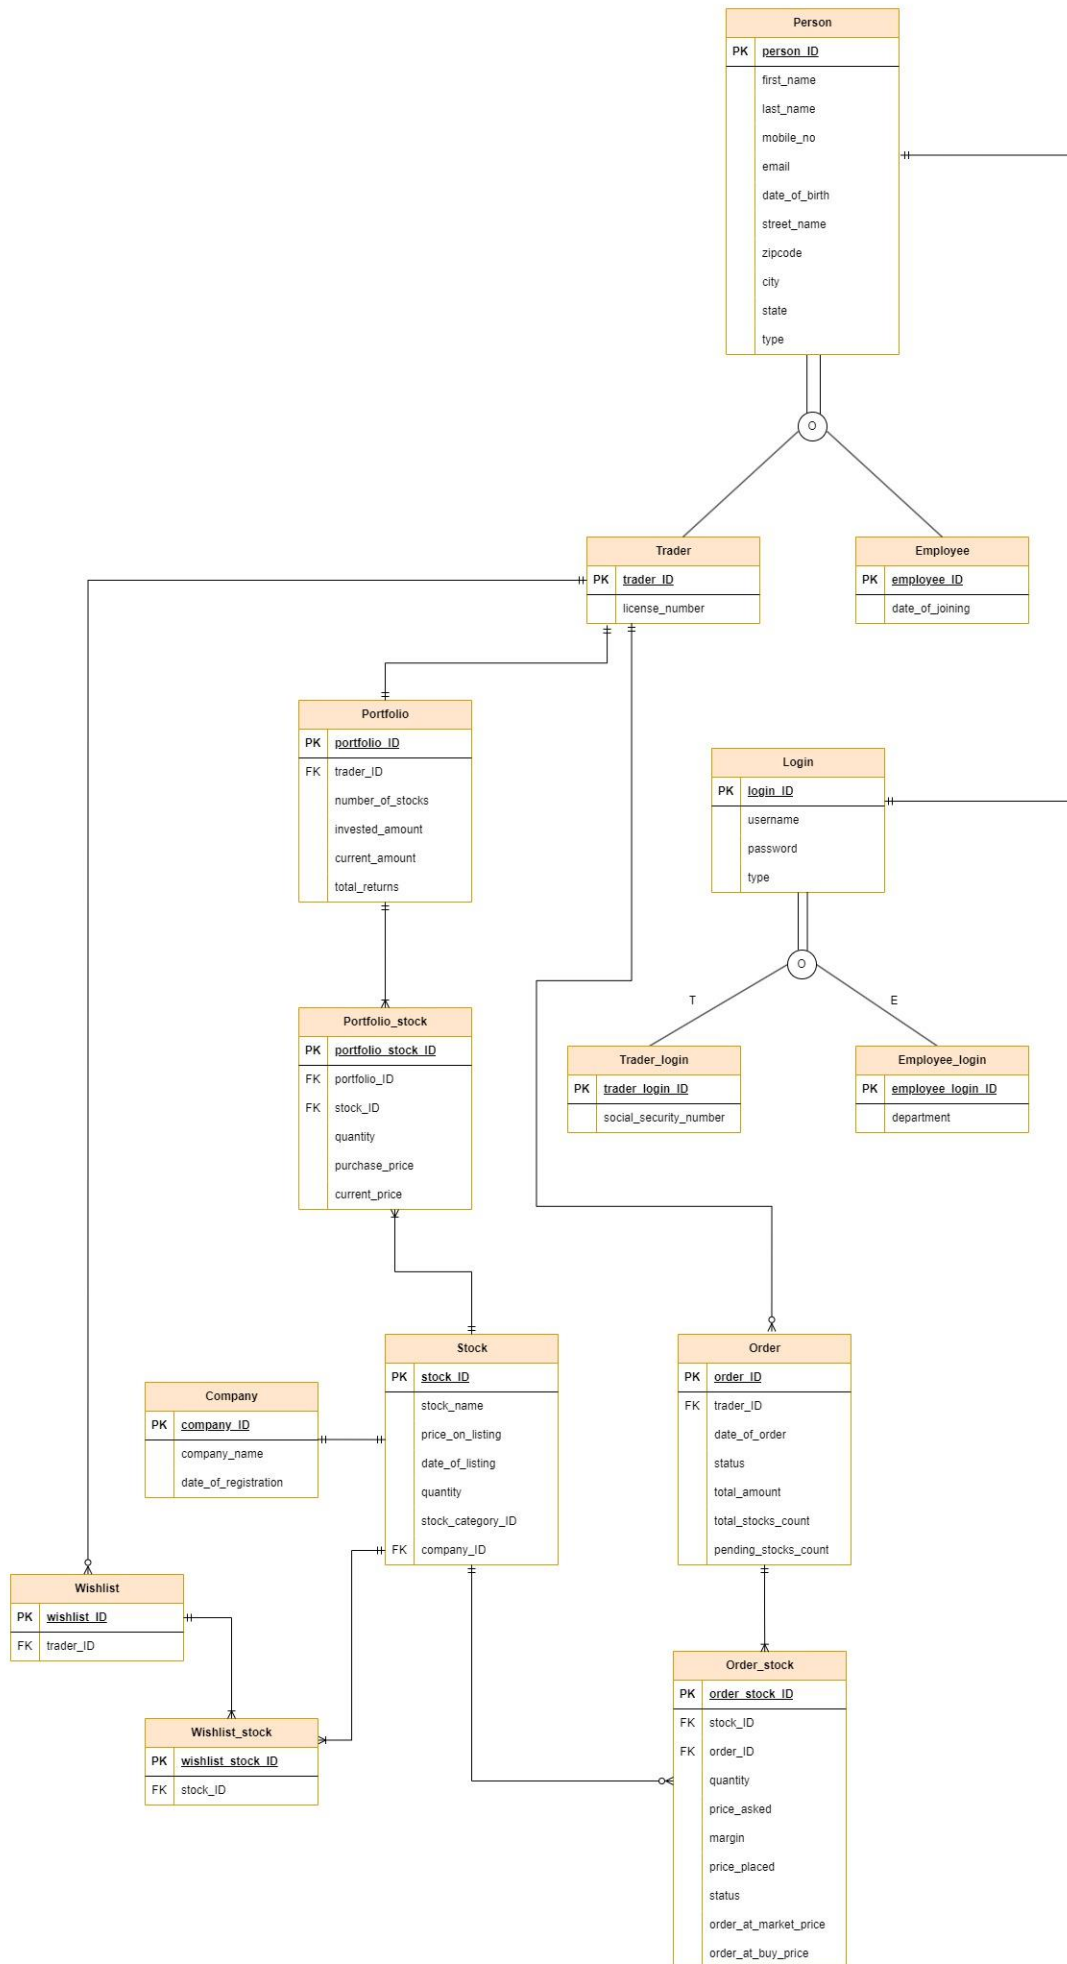 Person
PK person_ID
first_name
last_name
mobile_no
email
date_of_birth
street_name
zipcode
city
state
type
O
Trader
PK trader_ID
license_number
Employee
PK employee_ID
date_of_joining
Portfolio
PK portfolio_ID
FK trader_ID
number_of_stocks
invested_amount
current_amount
total_returns
Login
PK login_ID
username
password
type
O
T
E
Portfolio_stock
PK portfolio_stock_ID
FK portfolio_ID
FK stock_ID
quantity
purchase_price
current_price
Trader_login
PK trader_login_ID
social_security_number
Employee_login
PK employee_login_ID
department
Stock
PK stock_ID
stock_name
price_on_listing
date_of_listing
quantity
stock_category_ID
FK company_ID
Order
PK order_ID
FK trader_ID
date_of_order
status
total_amount
total_stocks_count
pending_stocks_count
Company
PK company_ID
company_name
date_of_registration
Wishlist
PK wishlist_ID
FK trader_ID
Wishlist_stock
PK wishlist_stock_ID
FK stock_ID
Order_stock
PK order_stock_ID
FK stock_ID
FK order_ID
quantity
price_asked
margin
price_placed
status
order_at_market_price
order_at_buy_price